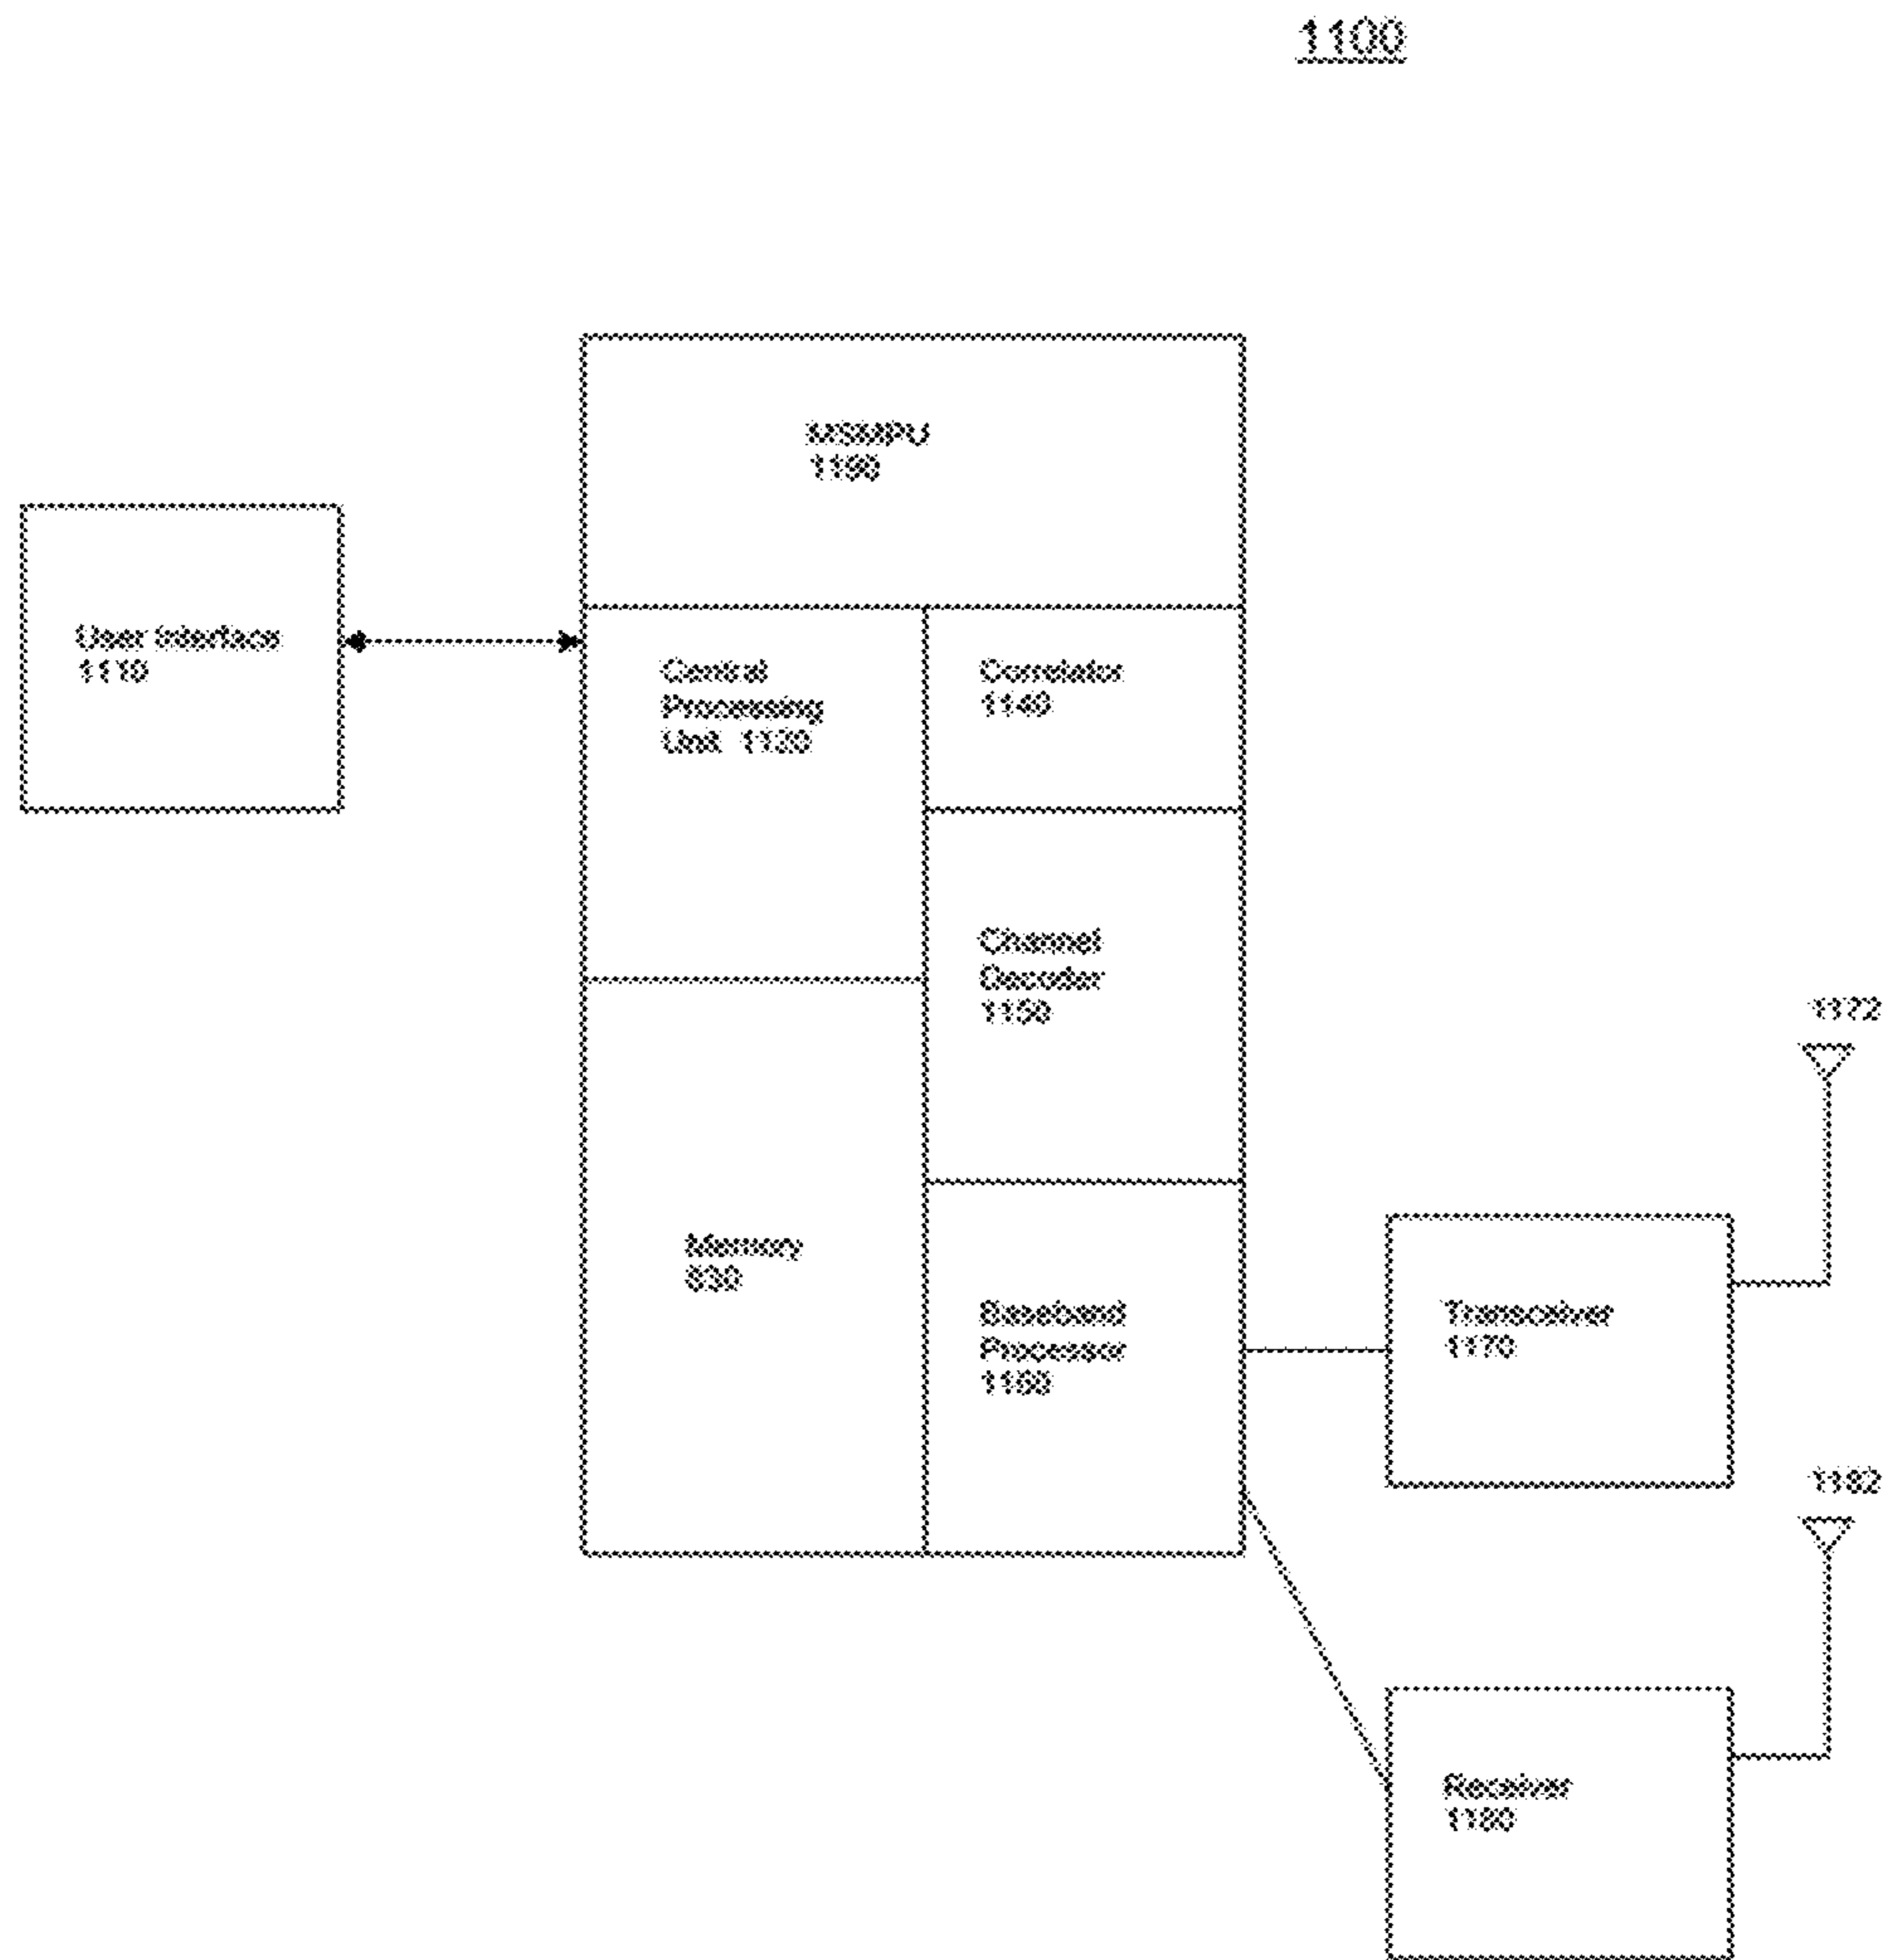 1100
MSMPU
1190
User Interface
1110
Central
Processing
Unit 1120
Correlator
1140
Channel
Decoder
1150
1172
Memory
830
Baseband
Processor
1160
Transceiver
1170
1182
Receiver
1180